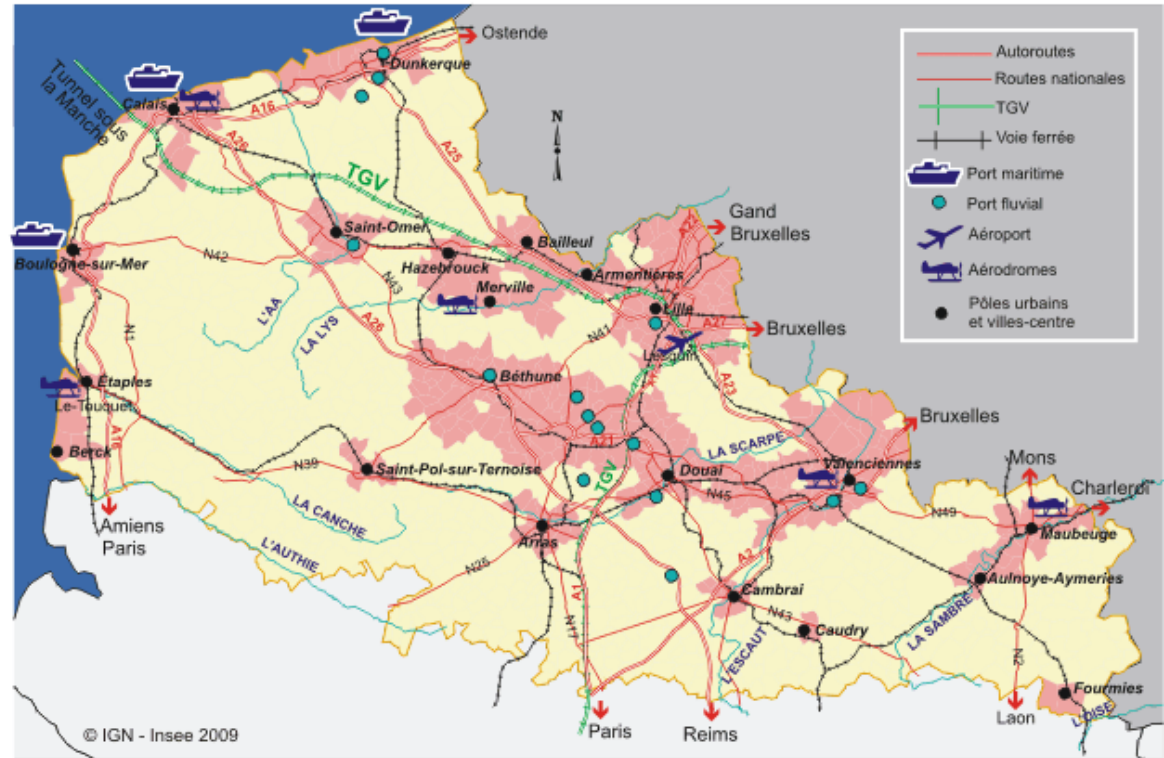 Ostende
Dunkerque
Tunnel sous
la Manche
Calais
A16
A26
A25
TGV
N
Autoroutes
Routes nationales
TGV
Voie ferrée
Port maritime
Port fluvial
Aéroport
Aérodromes
Pôles urbains
et villes-centre
Gand
Bruxelles
A22
Saint-Omer
Bailleul
Boulogne-sur-Mer
N42
Hazebrouck
Armentières
N43
Merville
L'AA
LA LYS
Lille
A27
Bruxelles
N1
A26
N41
Lesquin
Etaples
Le-Touquet
Béthune
A1
A23
Bruxelles
A16
Berck
N39
Saint-Pol-sur-Ternoise
A21
LA SCARPE
Douai
Valenciennes
Mons
TGV
N45
Charleroi
LA CANCHE
N49
Amiens
Paris
Arras
Maubeuge
L'AUTHIE
N25
A2
Aulnoye-Aymeries
Cambrai
A1
N17
N43
Caudry
LA SAMBRE
L'ESCAUT
N2
Fourmies
L'OISE
Paris
Reims
Laon
© IGN - Insee 2009